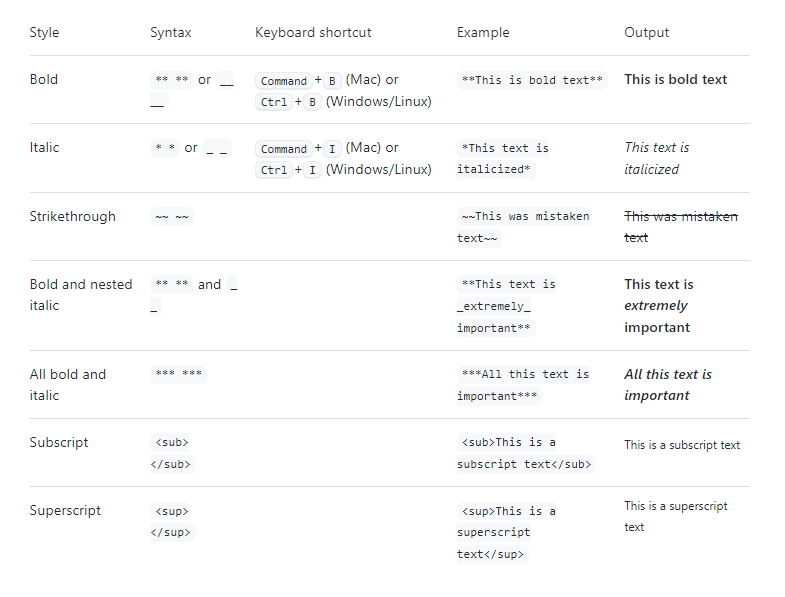 Style Syntax Keyboard shortcut Example Output
Bold ** ** or __ Command + B (Mac) or **This is bold text** This is bold text
__ Ctrl + B (Windows/Linux)
Italic * * or _ _ Command + I (Mac) or *This text is This text is
Ctrl + I (Windows/Linux) italicized* italicized
Strikethrough ~~ ~~ ~~This was mistaken This was mistaken
text~~ text
Bold and nested ** ** and _ **This text is This text is
italic _ _extremely_ extremely
important** important
All bold and *** *** ***All this text is All this text is
italic important*** important
Subscript <sub> <sub>This is a This is a subscript text
</sub> subscript text</sub>
Superscript <sup> <sup>This is a This is a superscript
</sup> superscript text
text</sup>